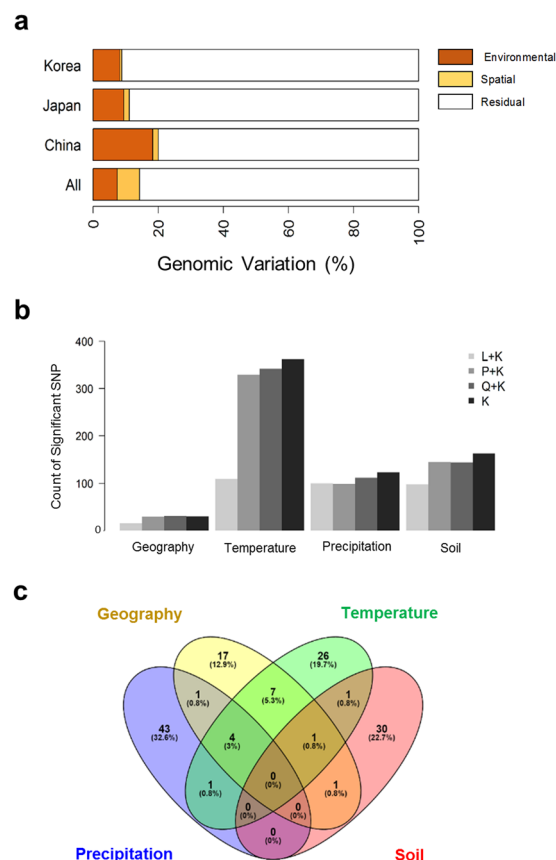 a
Korea
Japan
China
All
Environmental
Spatial
Residual
0
20
40
60
80
100
Genomic Variation (%)
b
Count of Significant SNP
400
300
200
100
0
L+K
P+K
Q+K
K
Geography
Temperature
Precipitation
Soil
c
Geography
Temperature
17
(12.9%)
26
(19.7%)
1
(0.8%)
7
(5.3%)
1
(0.8%)
43
(32.6%)
4
(3%)
1
(0.8%)
30
(22.7%)
0
(0%)
1
(0.8%)
0
(0%)
0
(0%)
1
(0.8%)
0
(0%)
Precipitation
Soil